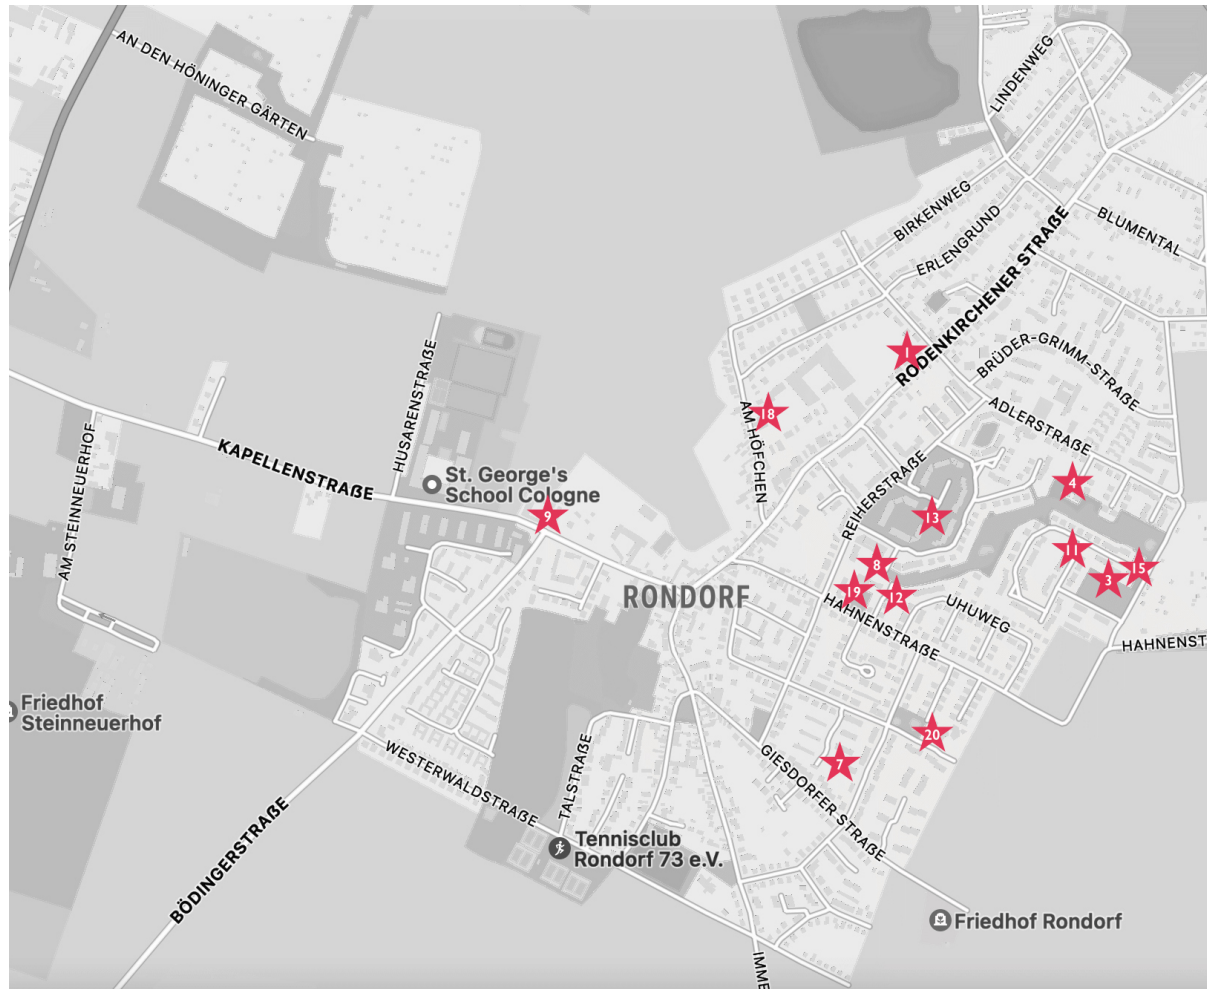 AN DEN HÖNINGER GÄRTEN
LINDENWEG
BIRKENWEG
ERLENGRUND
BLUMENTAL
RODENKIRCHENER STRAẞE
1
BRÜDER-GRIMM-STRAẞE
HUSARENSTRAẞE
AM HÖFCHEN
18
ADLERSTRAẞE
KAPELLENSTRAẞE
St. George's
School Cologne
REIHERSTRAẞE
4
AM STEINNEUERHOF
9
13
11
8
15
3
19
12
RONDORF
HAHNENSTRAẞE
UHUWEG
HAHNENST
Friedhof
Steinneuerhof
20
WESTERWALDSTRAẞE
TALSTRAẞE
7
GIESDORFER STRAẞE
BÖDINGERSTRAẞE
Tennisclub
Rondorf 73 e.V.
Friedhof Rondorf
IMME